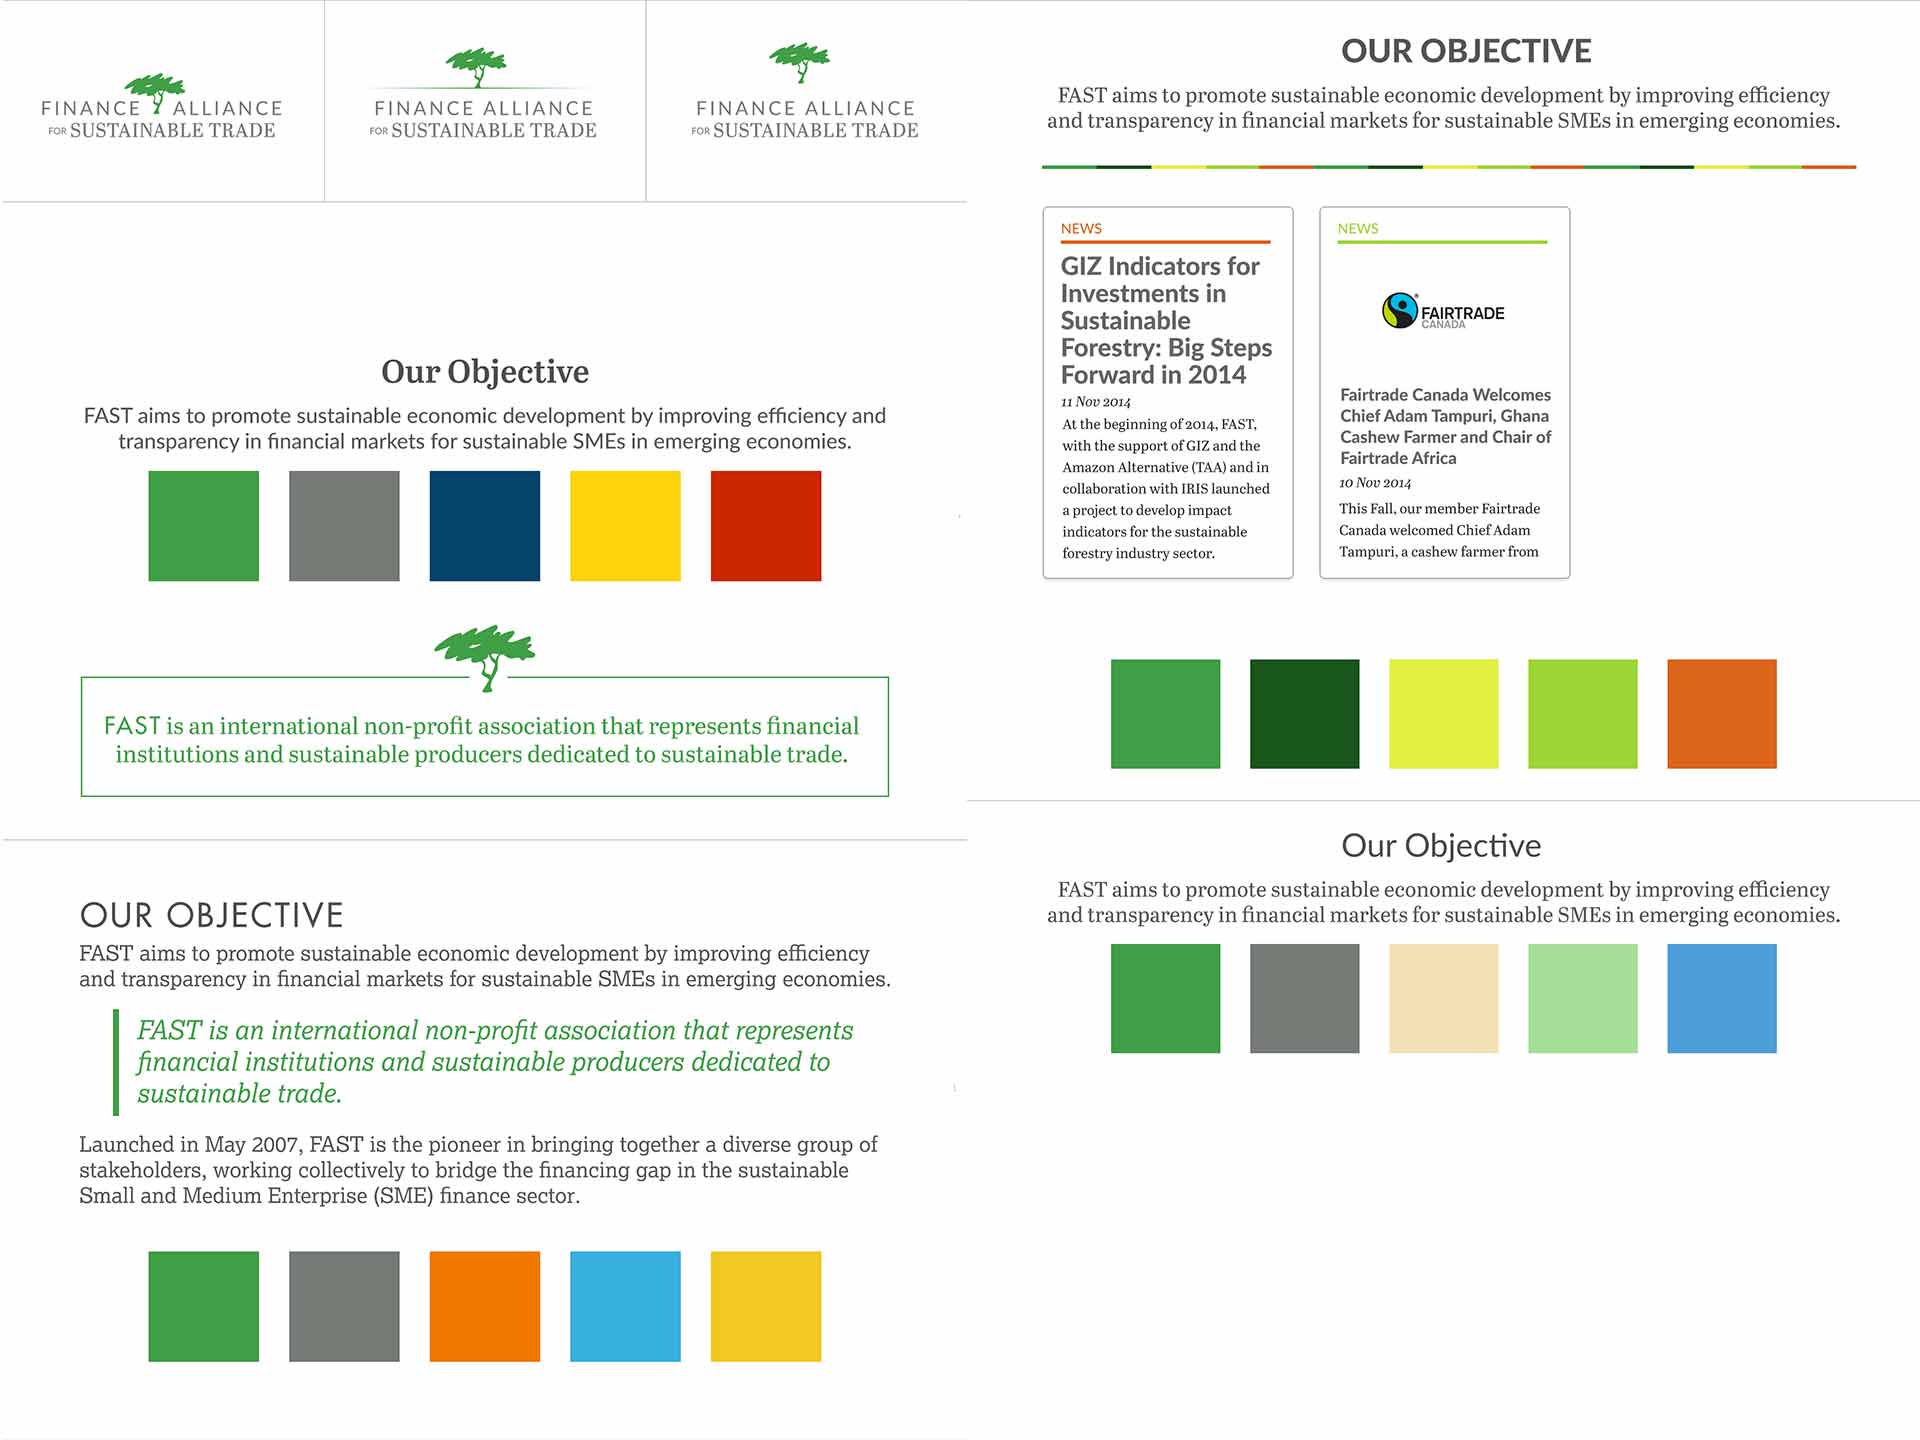 FINANCE ALLIANCE
FOR SUSTAINABLE TRADE
FINANCE ALLIANCE
FOR SUSTAINABLE TRADE
FINANCE ALLIANCE
FOR SUSTAINABLE TRADE
Our Objective
FAST aims to promote sustainable economic development by improving efficiency and
transparency in financial markets for sustainable SMEs in emerging economies.
FAST is an international non-profit association that represents financial
institutions and sustainable producers dedicated to sustainable trade.
OUR OBJECTIVE
FAST aims to promote sustainable economic development by improving efficiency
and transparency in financial markets for sustainable SMEs in emerging economies.
FAST is an international non-profit association that represents
financial institutions and sustainable producers dedicated to
sustainable trade.
Launched in May 2007, FAST is the pioneer in bringing together a diverse group of
stakeholders, working collectively to bridge the financing gap in the sustainable
Small and Medium Enterprise (SME) finance sector.
OUR OBJECTIVE
FAST aims to promote sustainable economic development by improving efficiency
and transparency in financial markets for sustainable SMEs in emerging economies.
NEWS
GIZ Indicators for
Investments in
Sustainable
Forestry: Big Steps
Forward in 2014
11 Nov 2014
At the beginning of 2014, FAST,
with the support of GIZ and the
Amazon Alternative (TAA) and in
collaboration with IRIS launched
a project to develop impact
indicators for the sustainable
forestry industry sector.
NEWS
FAIRTRADE
CANADA
Fairtrade Canada Welcomes
Chief Adam Tampuri, Ghana
Cashew Farmer and Chair of
Fairtrade Africa
10 Nov 2014
This Fall, our member Fairtrade
Canada welcomed Chief Adam
Tampuri, a cashew farmer from
Our Objective
FAST aims to promote sustainable economic development by improving efficiency
and transparency in financial markets for sustainable SMEs in emerging economies.